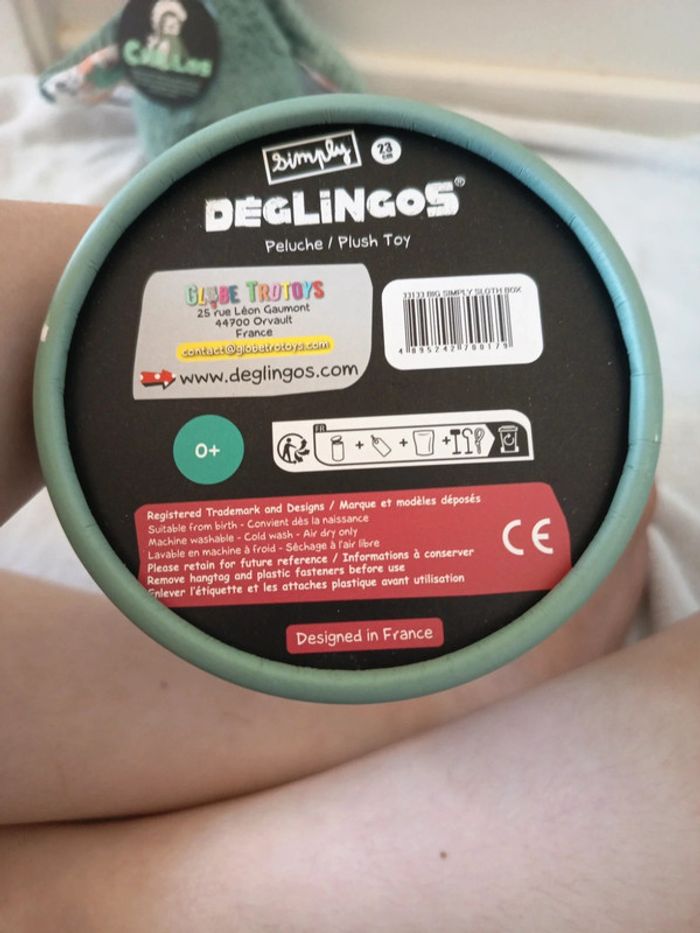 simply
23
cm
DEGLINGOS®
Peluche / Plush Toy
GLOBE TROTOYS
25 rue Léon Gaumont
44700 Orvault
France
contact@globetrotoys.com
www.deglingos.com
33133 BIG SIMPLY SLOTH BOX
4 895242 700179
0+
FR
+ + +
Registered Trademark and Designs / Marque et modèles déposés
Suitable from birth - Convient dès la naissance
Machine washable - Cold wash - Air dry only
Lavable en machine à froid - Séchage à l'air libre
Please retain for future reference / Informations à conserver
Remove hangtag and plastic fasteners before use
Enlever l'étiquette et les attaches plastique avant utilisation
CE
Designed in France